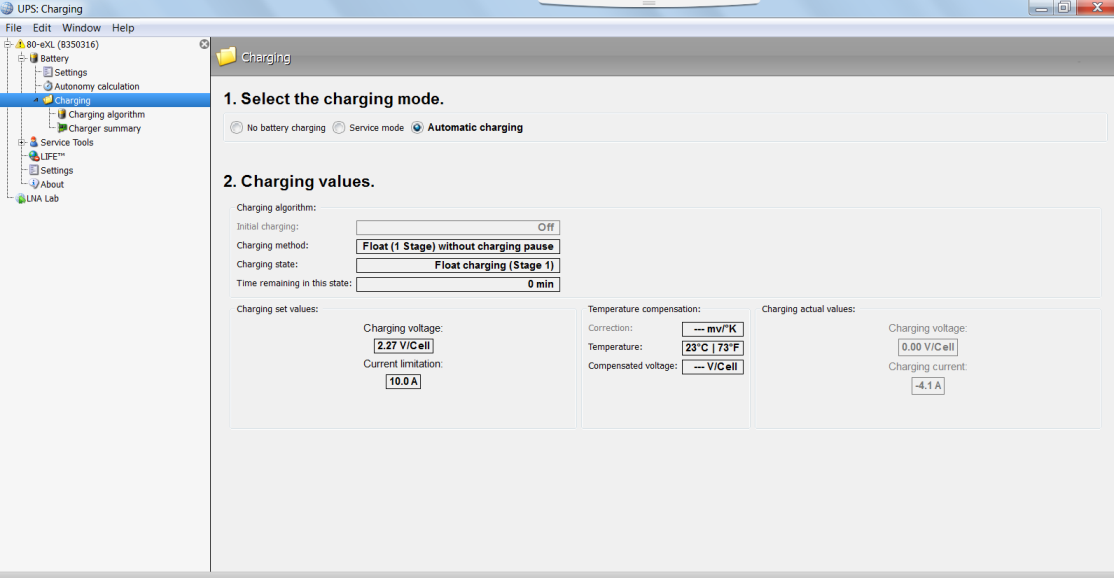 UPS: Charging
File Edit Window Help
80-eXL (B350316)
Battery
Settings
Autonomy calculation
Charging
Charging algorithm
Charger summary
Service Tools
LIFE™
Settings
About
LNA Lab
Charging
1. Select the charging mode.
No battery charging Service mode Automatic charging
2. Charging values.
Charging algorithm:
Initial charging: Off
Charging method: Float (1 Stage) without charging pause
Charging state: Float charging (Stage 1)
Time remaining in this state: 0 min
Charging set values:
Charging voltage:
2.27 V/Cell
Current limitation:
10.0 A
Temperature compensation:
Correction: --- mv/°K
Temperature: 23°C | 73°F
Compensated voltage: --- V/Cell
Charging actual values:
Charging voltage:
0.00 V/Cell
Charging current:
-4.1 A